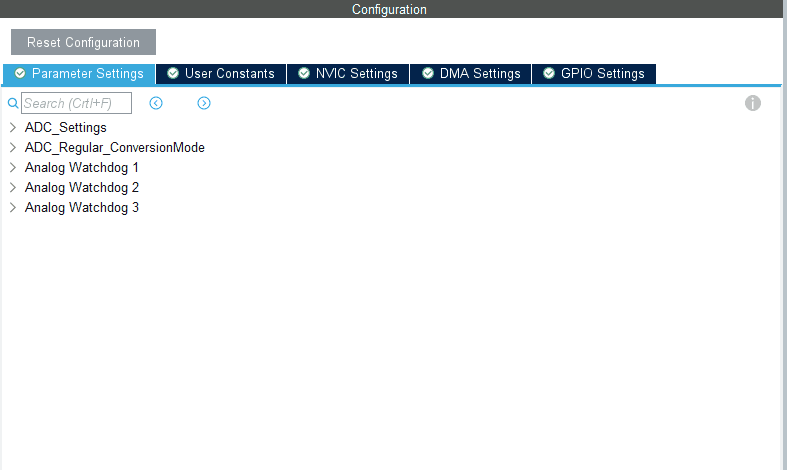 Configuration
Reset Configuration
Parameter Settings User Constants NVIC Settings DMA Settings GPIO Settings
Search (Crtl+F)
ADC_Settings
ADC_Regular_ConversionMode
Analog Watchdog 1
Analog Watchdog 2
Analog Watchdog 3